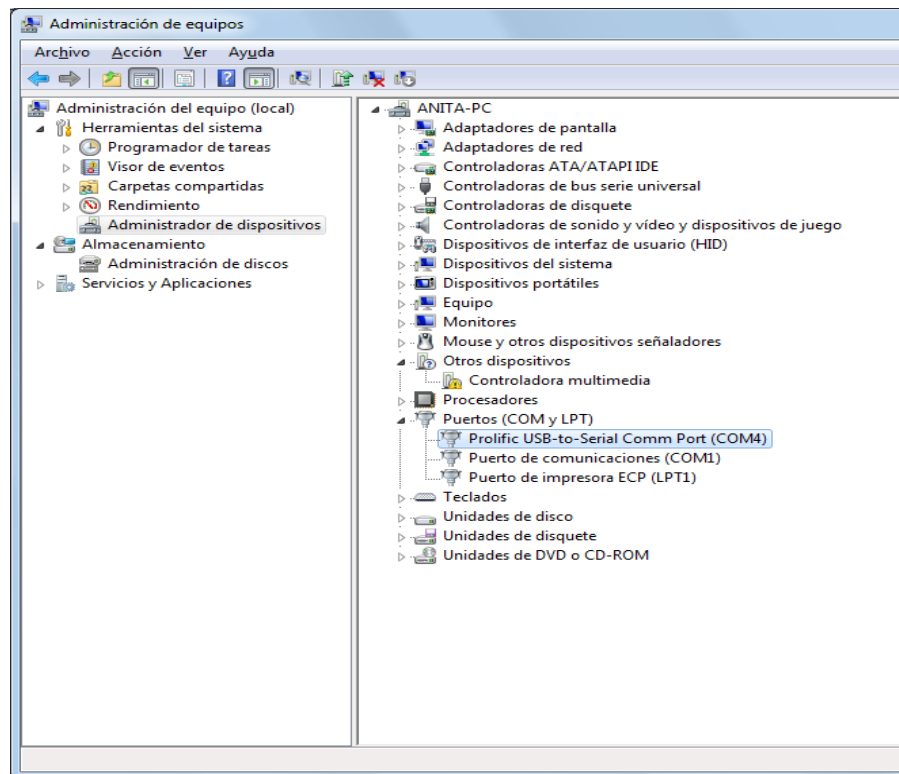 Administración de equipos
Archivo Acción Ver Ayuda
Administración del equipo (local)
Herramientas del sistema
Programador de tareas
Visor de eventos
Carpetas compartidas
Rendimiento
Administrador de dispositivos
Almacenamiento
Administración de discos
Servicios y Aplicaciones
ANITA-PC
Adaptadores de pantalla
Adaptadores de red
Controladoras ATA/ATAPI IDE
Controladoras de bus serie universal
Controladoras de disquete
Controladoras de sonido y vídeo y dispositivos de juego
Dispositivos de interfaz de usuario (HID)
Dispositivos del sistema
Dispositivos portátiles
Equipo
Monitores
Mouse y otros dispositivos señaladores
Otros dispositivos
Controladora multimedia
Procesadores
Puertos (COM y LPT)
Prolific USB-to-Serial Comm Port (COM4)
Puerto de comunicaciones (COM1)
Puerto de impresora ECP (LPT1)
Teclados
Unidades de disco
Unidades de disquete
Unidades de DVD o CD-ROM